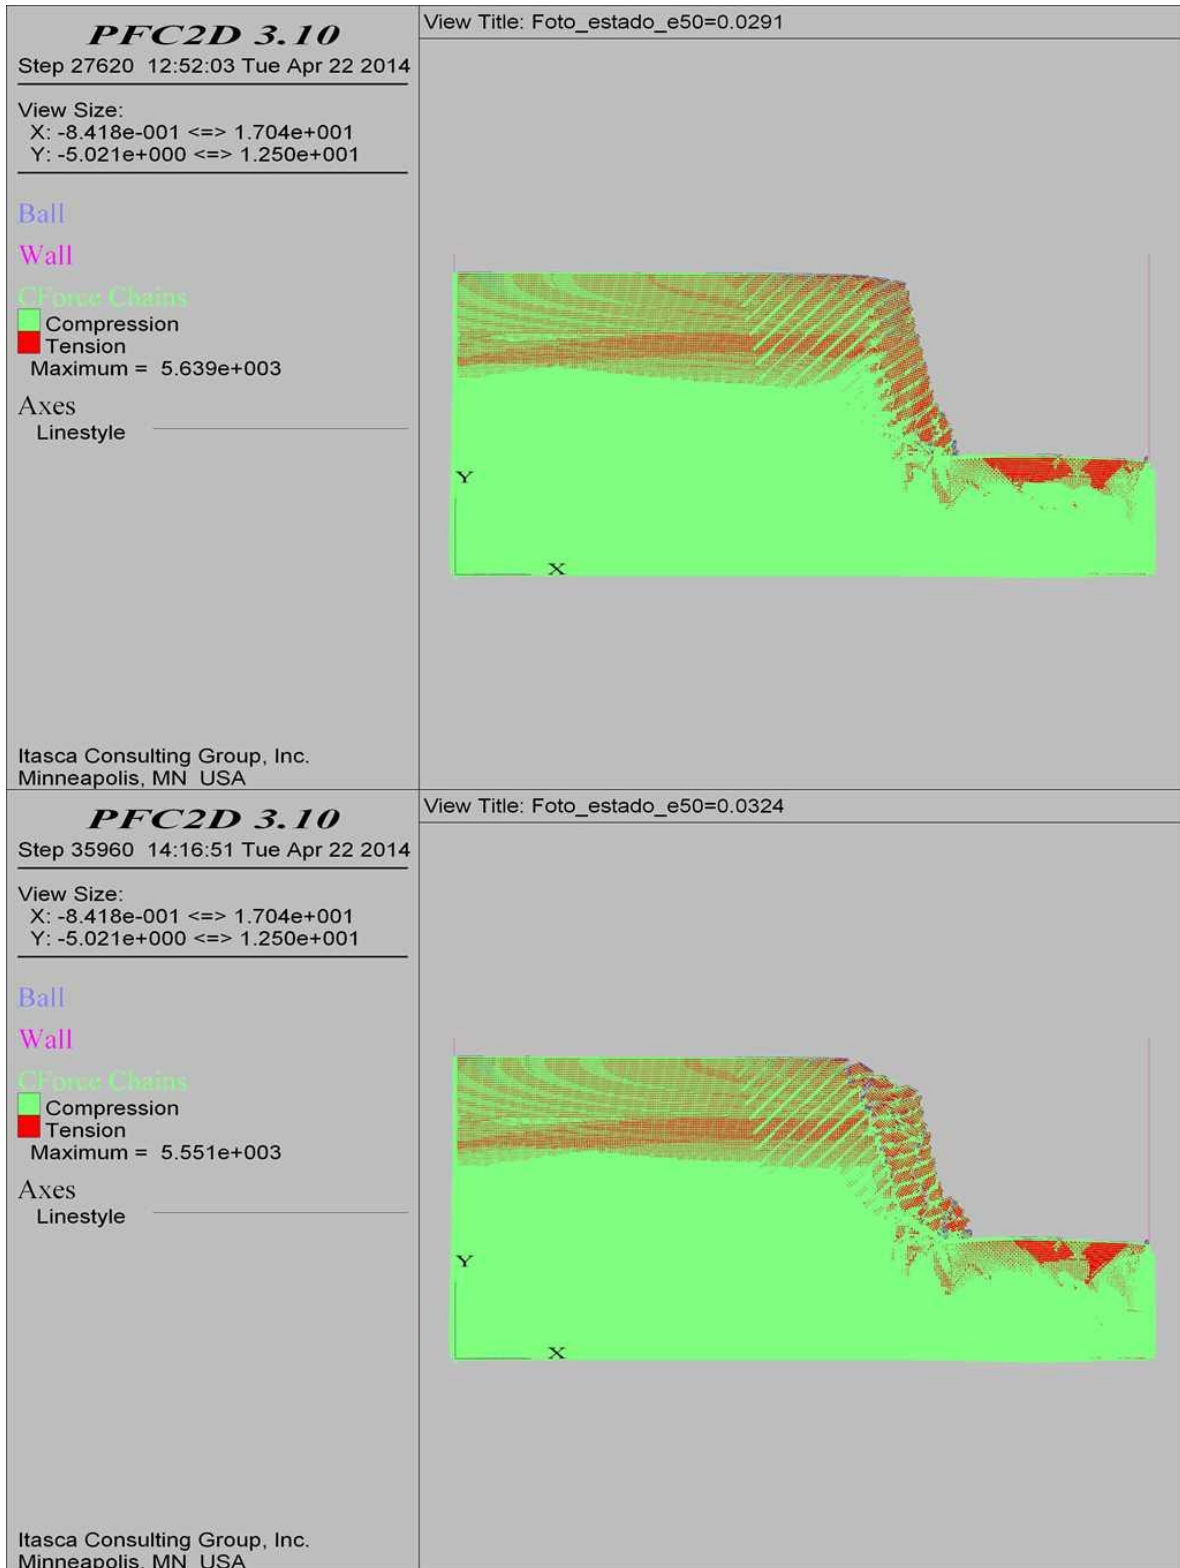 PFC2D 3.10
Step 27620 12:52:03 Tue Apr 22 2014
View Size:
X: -8.418e-001 <=> 1.704e+001
Y: -5.021e+000 <=> 1.250e+001
Ball
Wall
CForce Chains
Compression
Tension
Maximum = 5.639e+003
Axes
Linestyle
Itasca Consulting Group, Inc.
Minneapolis, MN USA
View Title: Foto_estado_e50=0.0291
Y
X
PFC2D 3.10
Step 35960 14:16:51 Tue Apr 22 2014
View Size:
X: -8.418e-001 <=> 1.704e+001
Y: -5.021e+000 <=> 1.250e+001
Ball
Wall
CForce Chains
Compression
Tension
Maximum = 5.551e+003
Axes
Linestyle
Itasca Consulting Group, Inc.
Minneapolis, MN USA
View Title: Foto_estado_e50=0.0324
Y
X